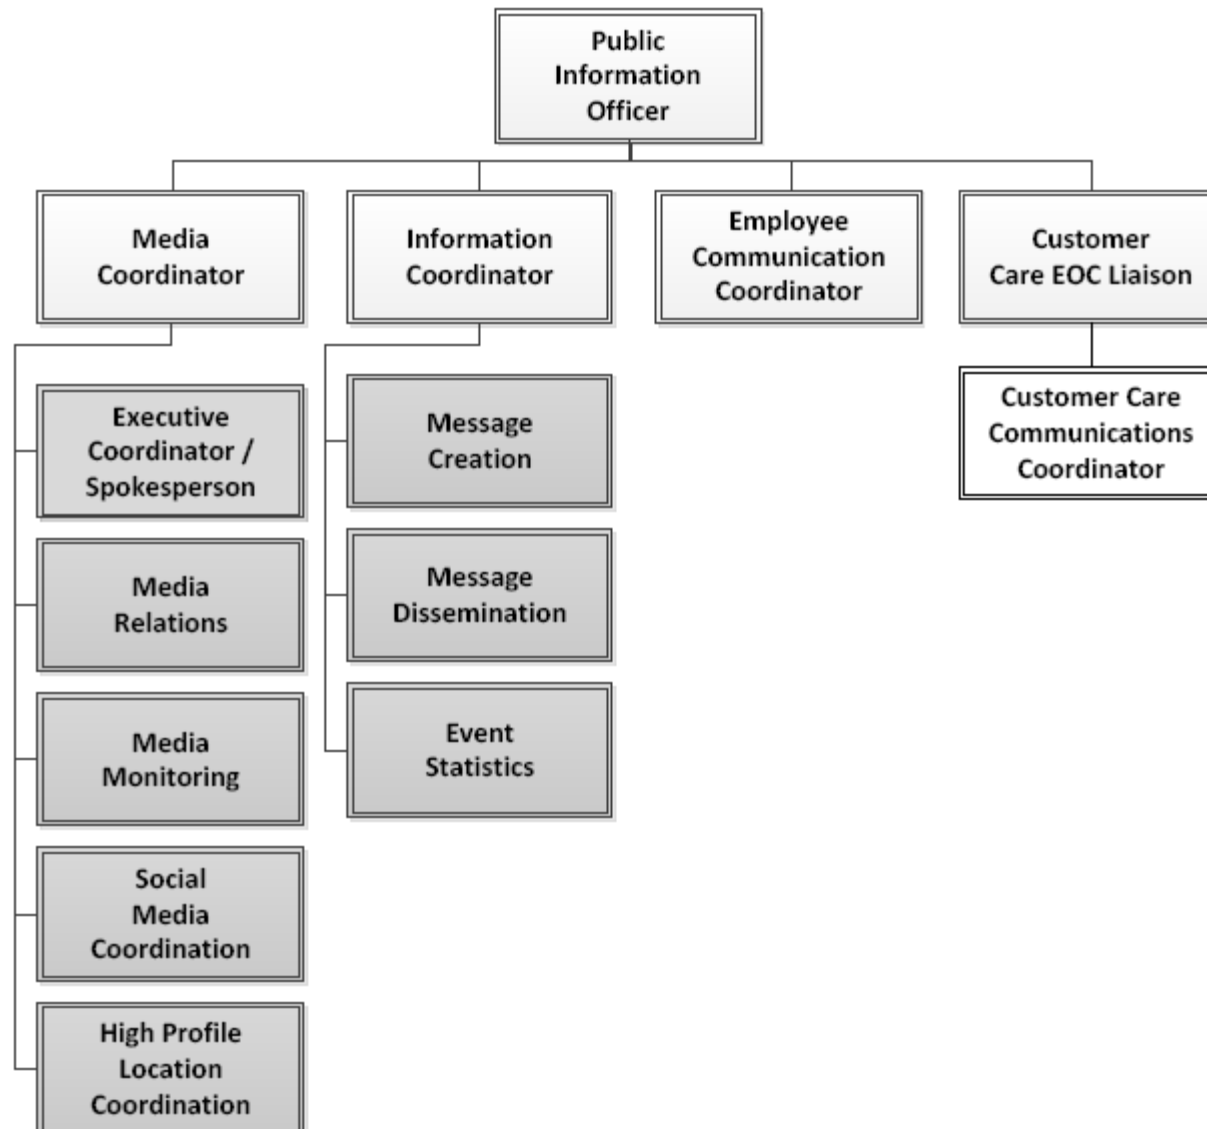 Public
Information
Officer
Media
Coordinator
Information
Coordinator
Employee
Communication
Coordinator
Customer
Care EOC Liaison
Executive
Coordinator /
Spokesperson
Media
Relations
Media
Monitoring
Social
Media
Coordination
High Profile
Location
Coordination
Message
Creation
Message
Dissemination
Event
Statistics
Customer Care
Communications
Coordinator